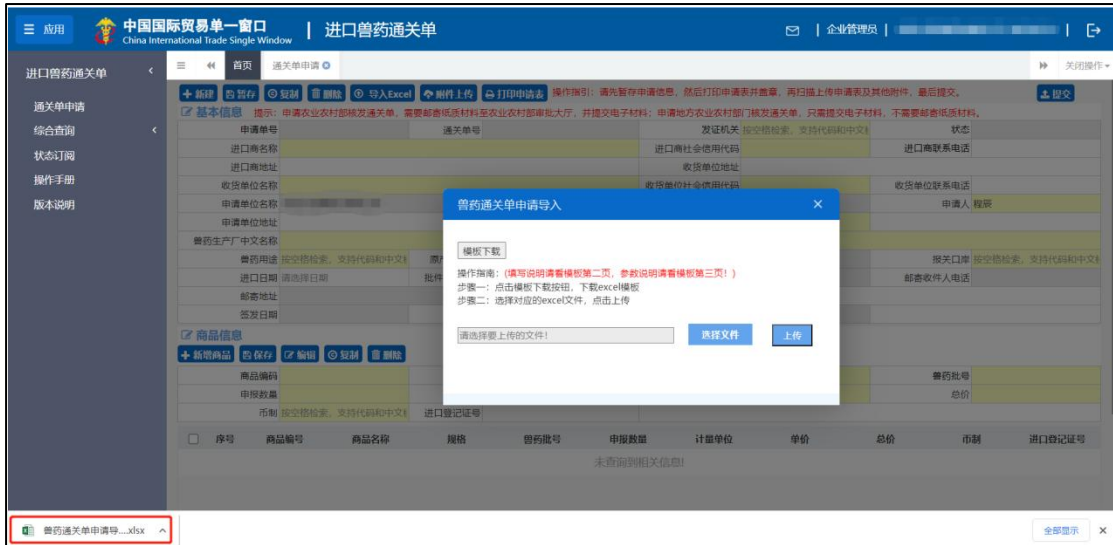 应用
中国国际贸易单一窗口 | 进口兽药通关单
China International Trade Single Window
企业管理员
进口兽药通关单
通关单申请
综合查询
状态订阅
操作手册
版本说明
首页 通关单申请
关闭操作
新建 暂存 复制 删除 导入Excel 附件上传 打印申请表 操作指引：请先暂存申请信息，然后打印申请表并盖章，再扫描上传申请表及其他附件，最后提交。 提交
基本信息 提示：申请农业农村部核发通关单，需要邮寄纸质材料至农业农村部审批大厅，并提交电子材料；申请地方农业农村部门核发通关单，只需提交电子材料，不需要邮寄纸质材料。
申请单号 通关单号 发证机关 按空格检索，支持代码和中文 状态
进口商名称 进口商社会信用代码 进口商联系电话
进口商地址 收货单位地址
收货单位名称 收货单位社会信用代码 收货单位联系电话
申请单位名称 申请人 程辰
申请单位地址
兽药生产厂中文名称
兽药用途 按空格检索，支持代码和中文 报关口岸 按空格检索，支持代码和中文
进口日期 请选择日期 批件 邮寄收件人电话
邮寄地址
签发日期
兽药通关单申请导入 ×
模板下载
操作指南：(填写说明请看模板第二页，参数说明请看模板第三页！)
步骤一：点击模板下载按钮，下载excel模板
步骤二：选择对应的excel文件，点击上传
请选择要上传的文件! 选择文件 上传
商品信息
新增商品 保存 编辑 复制 删除
商品编码 兽药批号
申报数量 总价
币制 按空格检索，支持代码和中文 进口登记证号
序号 商品编号 商品名称 规格 兽药批号 申报数量 计量单位 单价 总价 币制 进口登记证号
未查询到相关信息!
兽药通关单申请导....xlsx
全部显示 ×